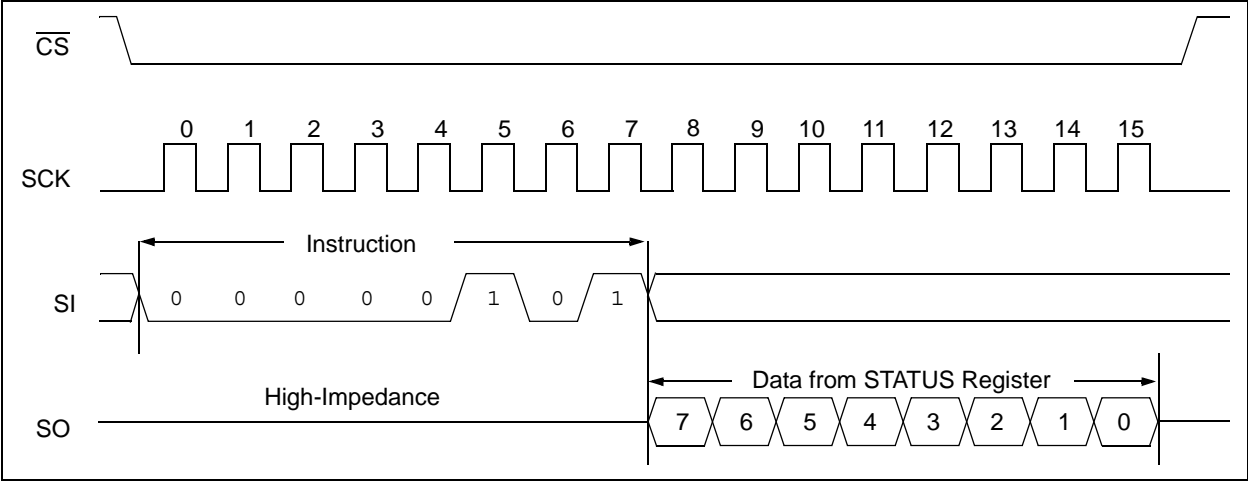 CS
0 1 2 3 4 5 6 7 8 9 10 11 12 13 14 15
SCK
Instruction
SI 0 0 0 0 0 1 0 1
Data from STATUS Register
High-Impedance
SO 7 6 5 4 3 2 1 0